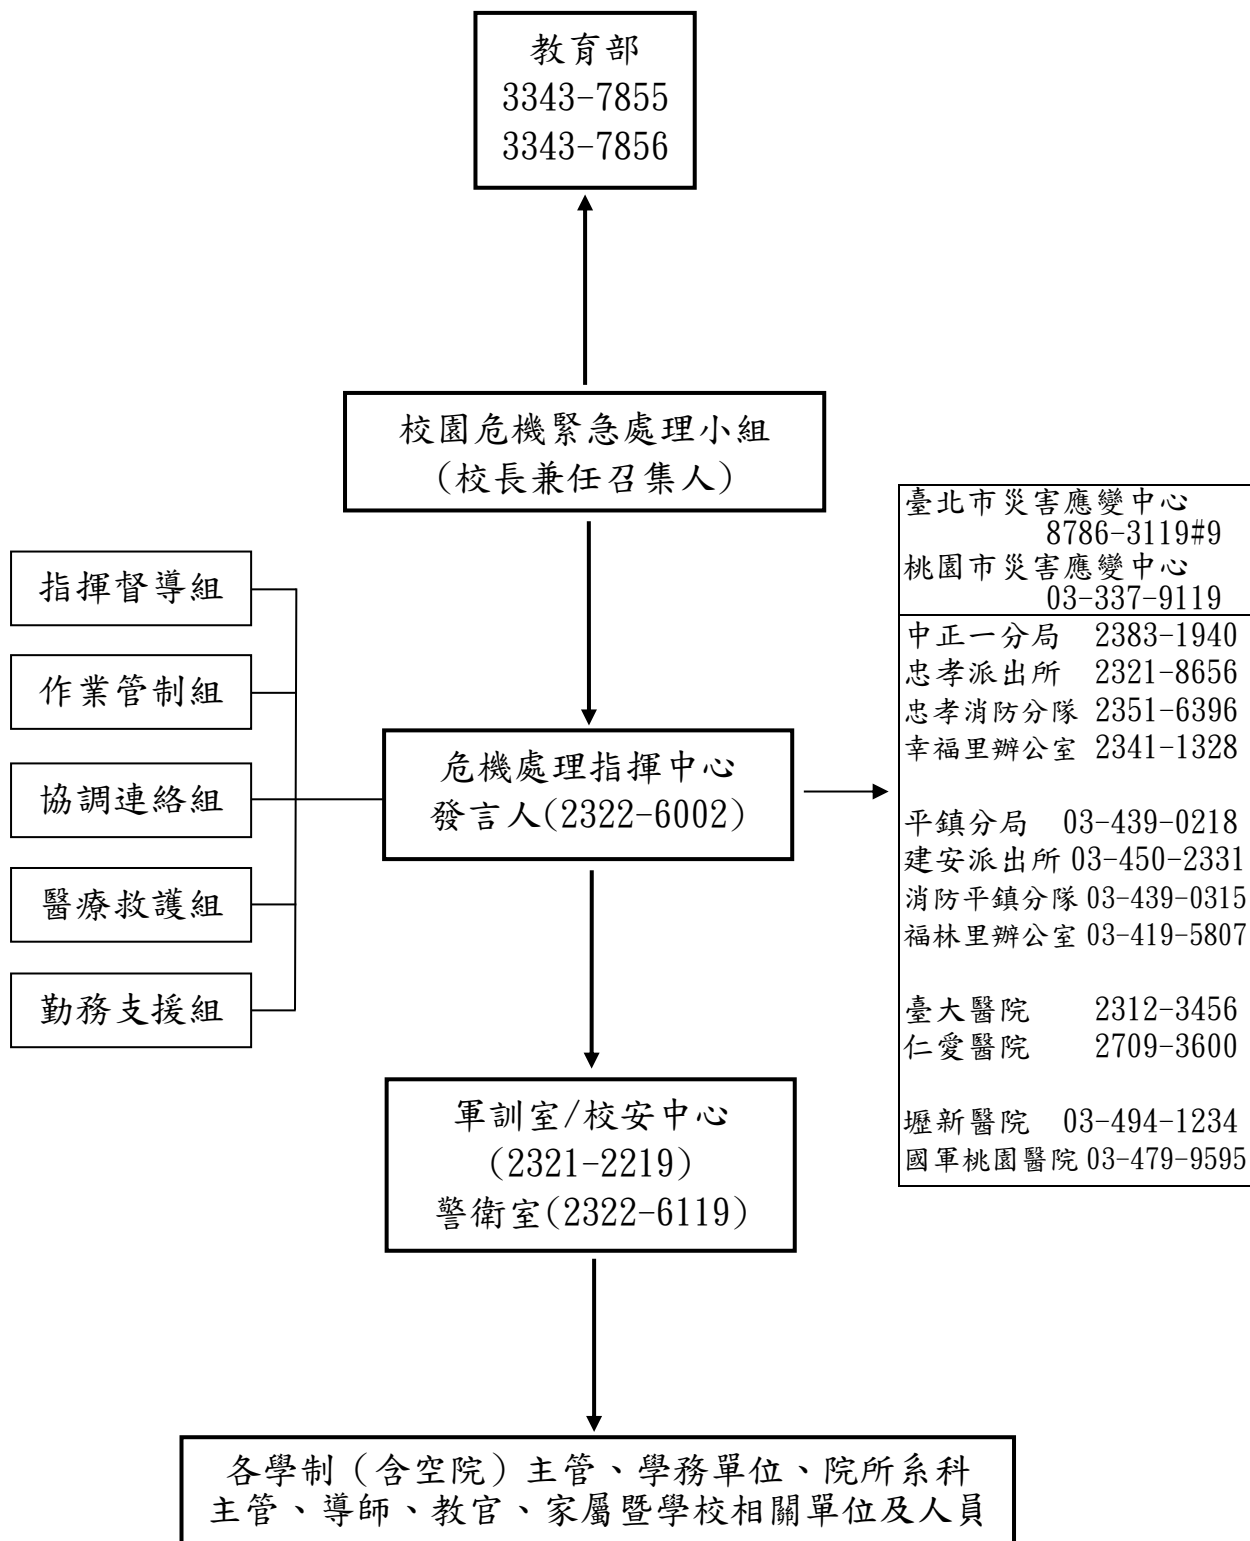 教育部
3343-7855
3343-7856
校園危機緊急處理小組
(校長兼任召集人)
指揮督導組
作業管制組
協調連絡組
醫療救護組
勤務支援組
危機處理指揮中心
發言人(2322-6002)
臺北市災害應變中心
8786-3119#9
桃園市災害應變中心
03-337-9119
中正一分局 2383-1940
忠孝派出所 2321-8656
忠孝消防分隊 2351-6396
幸福里辦公室 2341-1328
平鎮分局 03-439-0218
建安派出所 03-450-2331
消防平鎮分隊 03-439-0315
福林里辦公室 03-419-5807
臺大醫院 2312-3456
仁愛醫院 2709-3600
壢新醫院 03-494-1234
國軍桃園醫院 03-479-9595
軍訓室/校安中心
(2321-2219)
警衛室(2322-6119)
各學制（含空院）主管、學務單位、院所系科
主管、導師、教官、家屬暨學校相關單位及人員